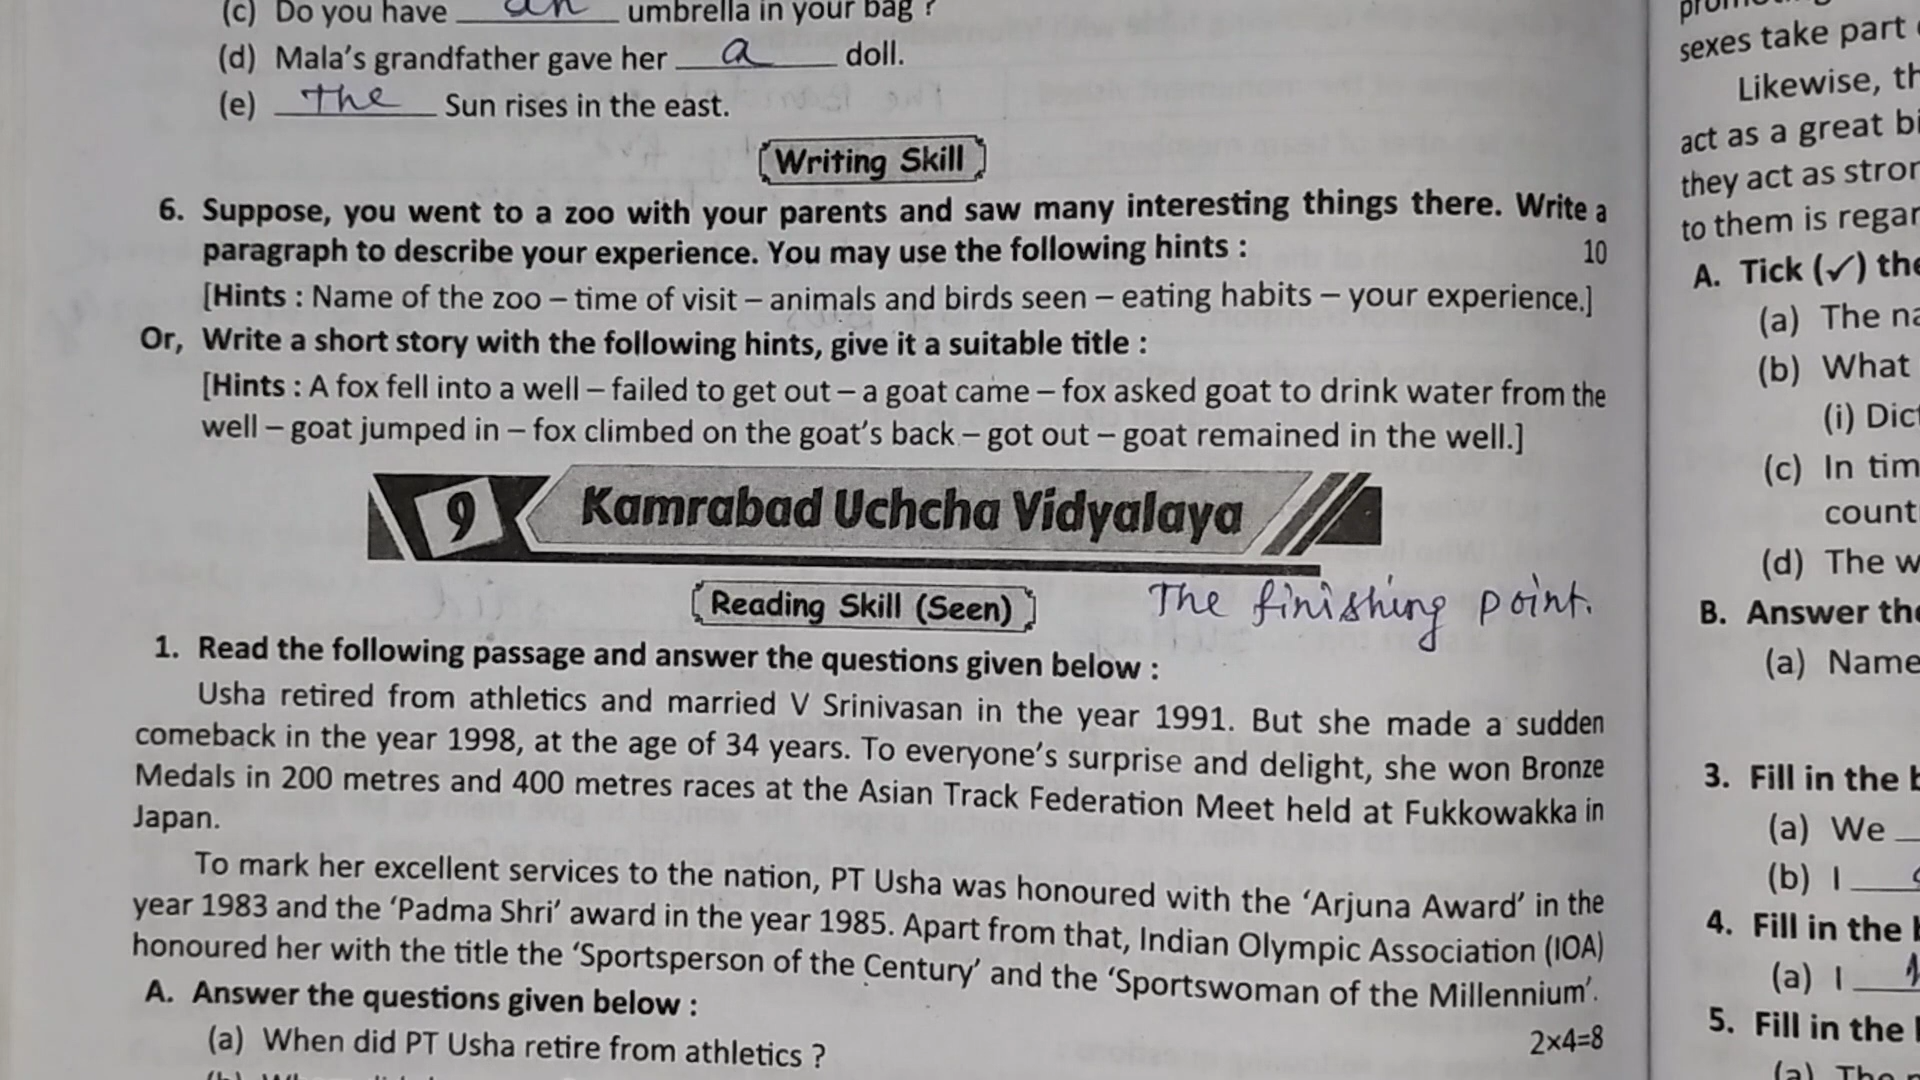 (c) Do you have an umbrella in your bag ?
(d) Mala's grandfather gave her a doll.
(e) The Sun rises in the east.
Writing Skill
6. Suppose, you went to a zoo with your parents and saw many interesting things there. Write a
paragraph to describe your experience. You may use the following hints : 10
[Hints : Name of the zoo – time of visit – animals and birds seen – eating habits – your experience.]
Or, Write a short story with the following hints, give it a suitable title :
[Hints : A fox fell into a well – failed to get out – a goat came – fox asked goat to drink water from the
well – goat jumped in – fox climbed on the goat's back – got out – goat remained in the well.]
9 Kamrabad Uchcha Vidyalaya
Reading Skill (Seen) The finishing point.
1. Read the following passage and answer the questions given below :
Usha retired from athletics and married V Srinivasan in the year 1991. But she made a sudden
comeback in the year 1998, at the age of 34 years. To everyone's surprise and delight, she won Bronze
Medals in 200 metres and 400 metres races at the Asian Track Federation Meet held at Fukkowakka in
Japan.
To mark her excellent services to the nation, PT Usha was honoured with the 'Arjuna Award' in the
year 1983 and the 'Padma Shri' award in the year 1985. Apart from that, Indian Olympic Association (IOA)
honoured her with the title the 'Sportsperson of the Century' and the 'Sportswoman of the Millennium'.
A. Answer the questions given below :
(a) When did PT Usha retire from athletics ? 2×4=8
sexes take part
Likewise,
act as a great
they act as
to them is
A. Tick (✓) the
(a) The
(b) What
(i)
(c) In
(d) The
B. Answer the
(a) Name
3. Fill in the
(a) We
(b) I
4. Fill in the
(a) I
5. Fill in the
(a) The